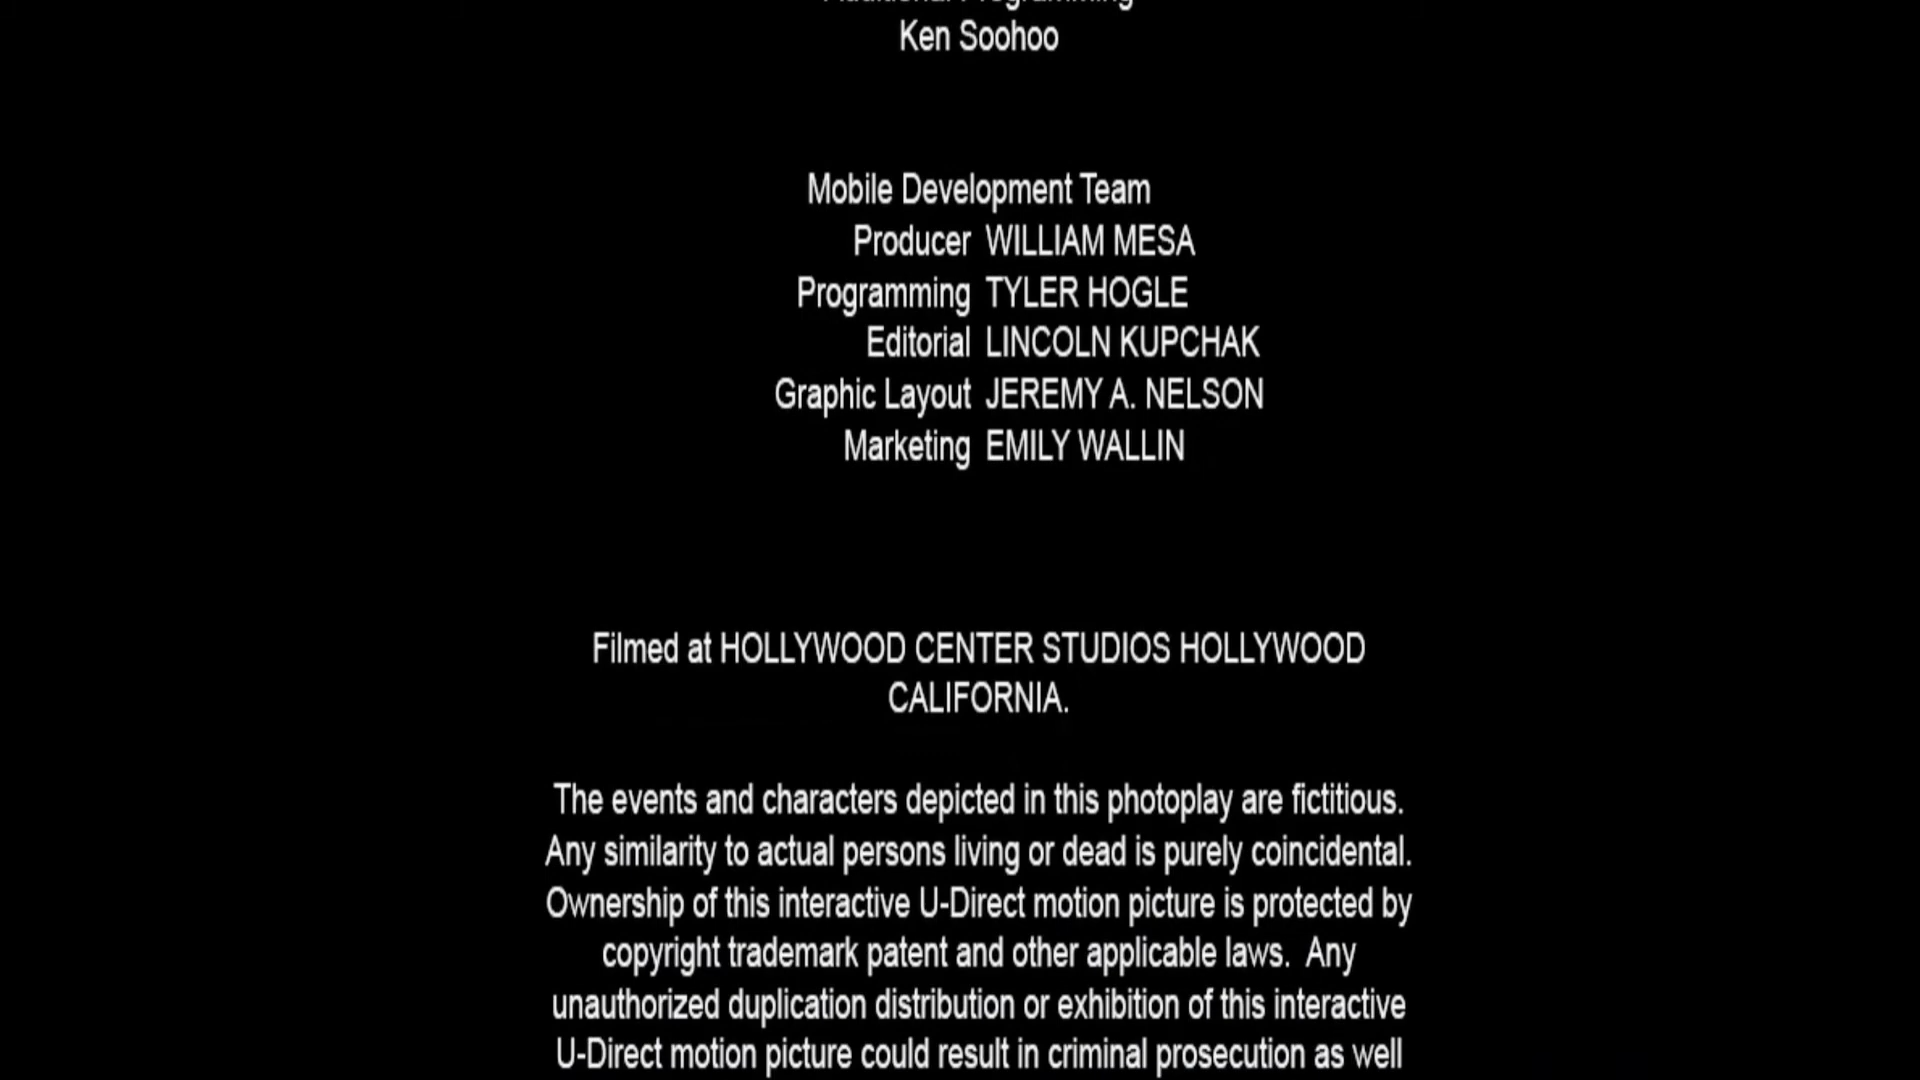 Additional Programming
Ken Soohoo
Mobile Development Team
Producer WILLIAM MESA
Programming TYLER HOGLE
Editorial LINCOLN KUPCHAK
Graphic Layout JEREMY A. NELSON
Marketing EMILY WALLIN
Filmed at HOLLYWOOD CENTER STUDIOS HOLLYWOOD
CALIFORNIA.
The events and characters depicted in this photoplay are fictitious.
Any similarity to actual persons living or dead is purely coincidental.
Ownership of this interactive U-Direct motion picture is protected by
copyright trademark patent and other applicable laws.  Any
unauthorized duplication distribution or exhibition of this interactive
U-Direct motion picture could result in criminal prosecution as well